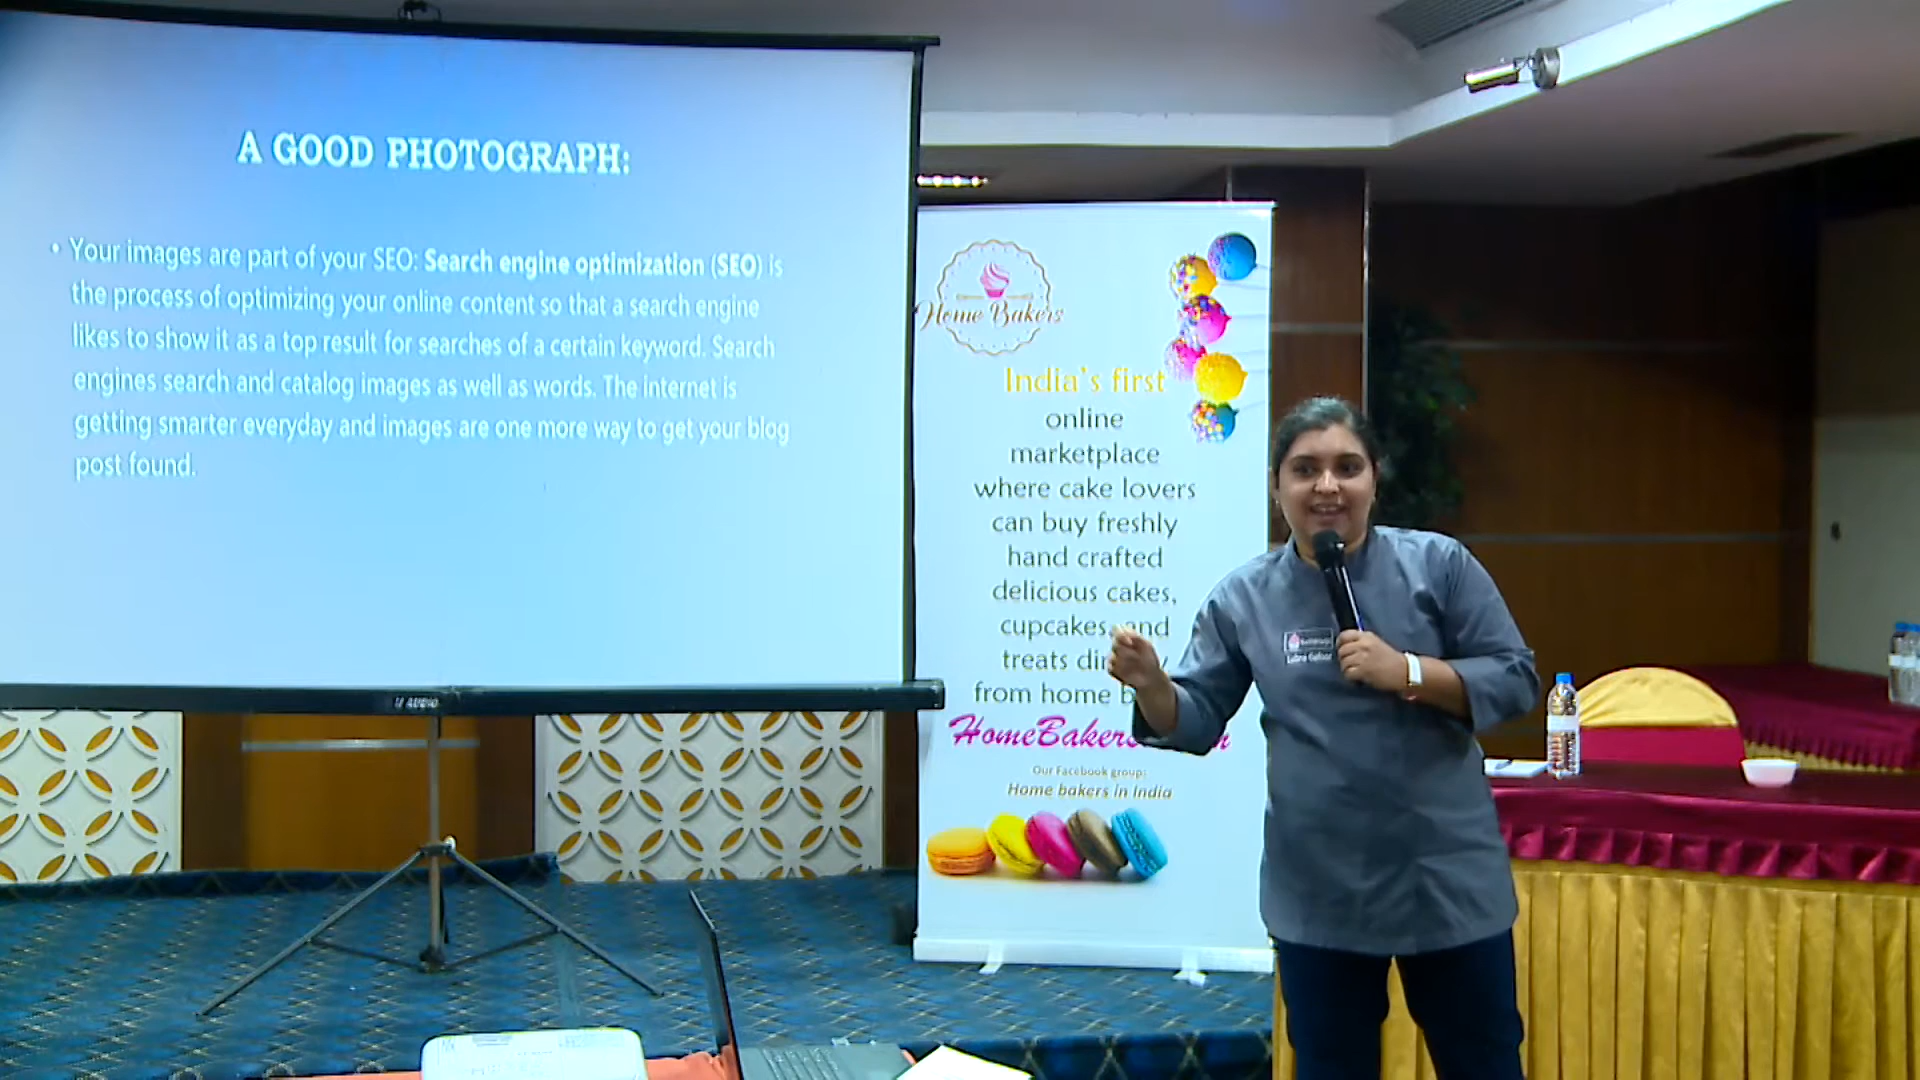 A GOOD PHOTOGRAPH:
• Your images are part of your SEO: Search engine optimization (SEO) is
the process of optimizing your online content so that a search engine
likes to show it as a top result for searches of a certain keyword. Search
engines search and catalog images as well as words. The internet is
getting smarter everyday and images are one more way to get your blog
post found.
AUDIO
Home Bakers
India's first
online
marketplace
where cake lovers
can buy freshly
hand crafted
delicious cakes,
cupcakes, and
treats
from home
Our Facebook group:
Home bakers in India